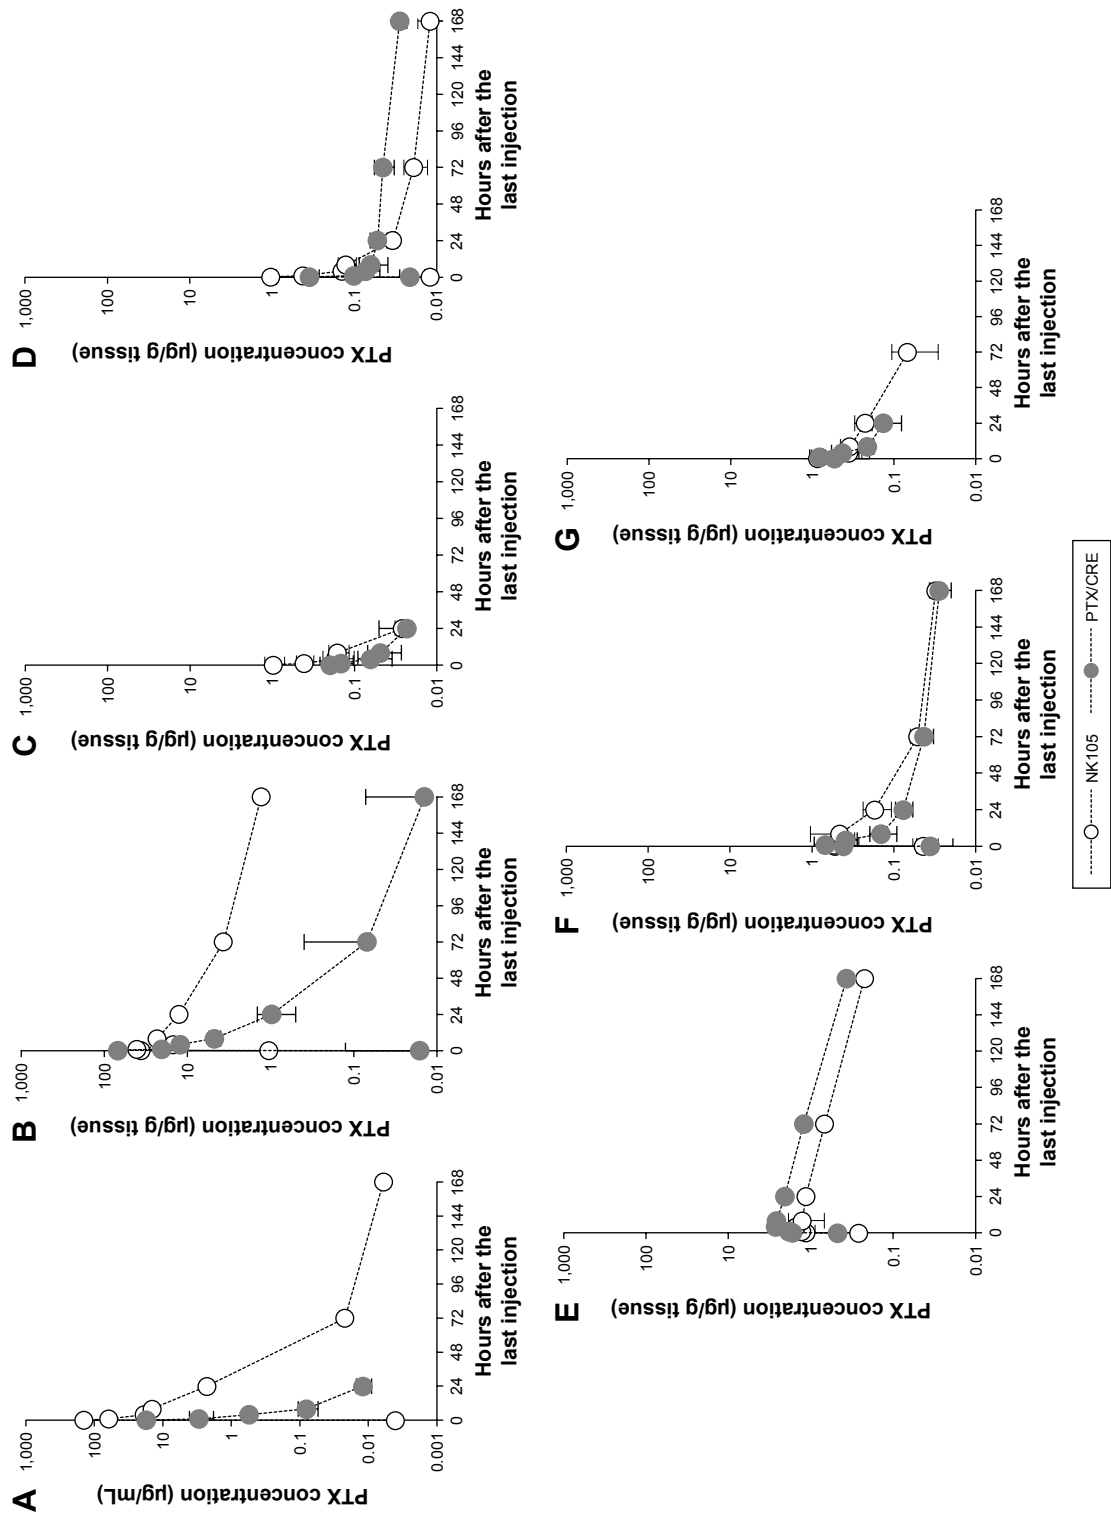 A
PTX concentration (µg/mL)
1,000
100
10
1
0.1
0.01
0.001
0 24 48 72 96 120 144 168
Hours after the
last injection
B
PTX concentration (µg/g tissue)
1,000
100
10
1
0.1
0.01
0 24 48 72 96 120 144 168
Hours after the
last injection
C
PTX concentration (µg/g tissue)
1,000
100
10
1
0.1
0.01
0 24 48 72 96 120 144 168
Hours after the
last injection
D
PTX concentration (µg/g tissue)
1,000
100
10
1
0.1
0.01
0 24 48 72 96 120 144 168
Hours after the
last injection
E
PTX concentration (µg/g tissue)
1,000
100
10
1
0.1
0.01
0 24 48 72 96 120 144 168
Hours after the
last injection
F
PTX concentration (µg/g tissue)
1,000
100
10
1
0.1
0.01
0 24 48 72 96 120 144 168
Hours after the
last injection
G
PTX concentration (µg/g tissue)
1,000
100
10
1
0.1
0.01
0 24 48 72 96 120 144 168
Hours after the
last injection
NK105 PTX/CRE